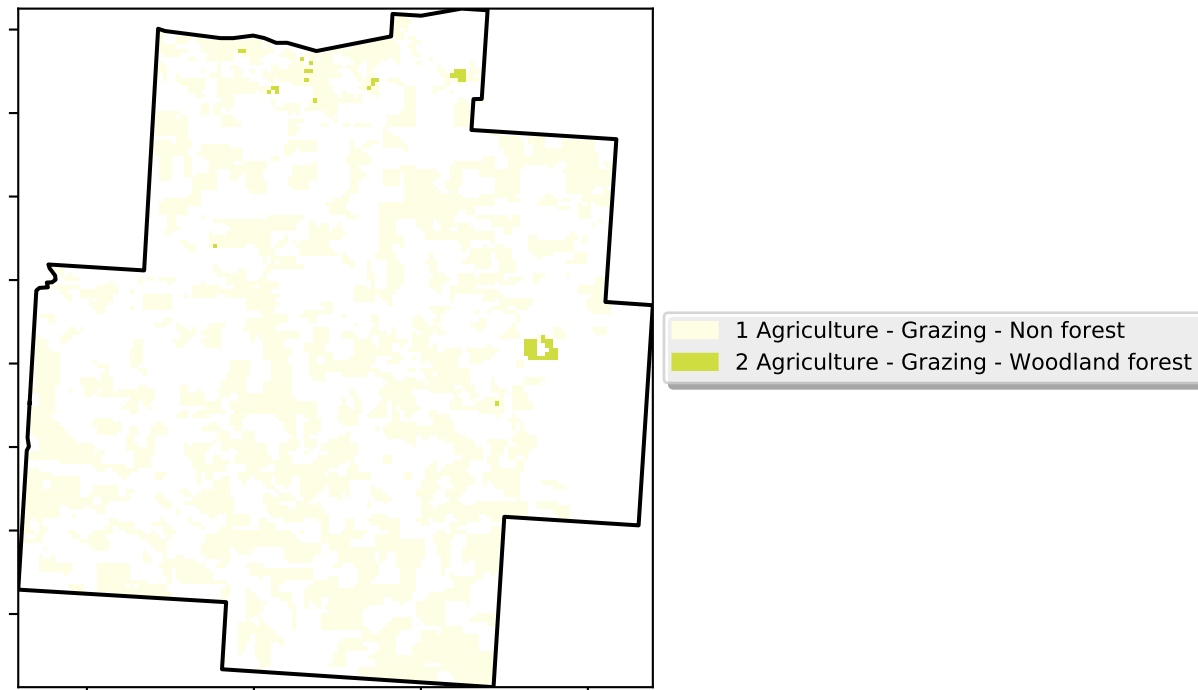 1 Agriculture - Grazing - Non forest
2 Agriculture - Grazing - Woodland forest